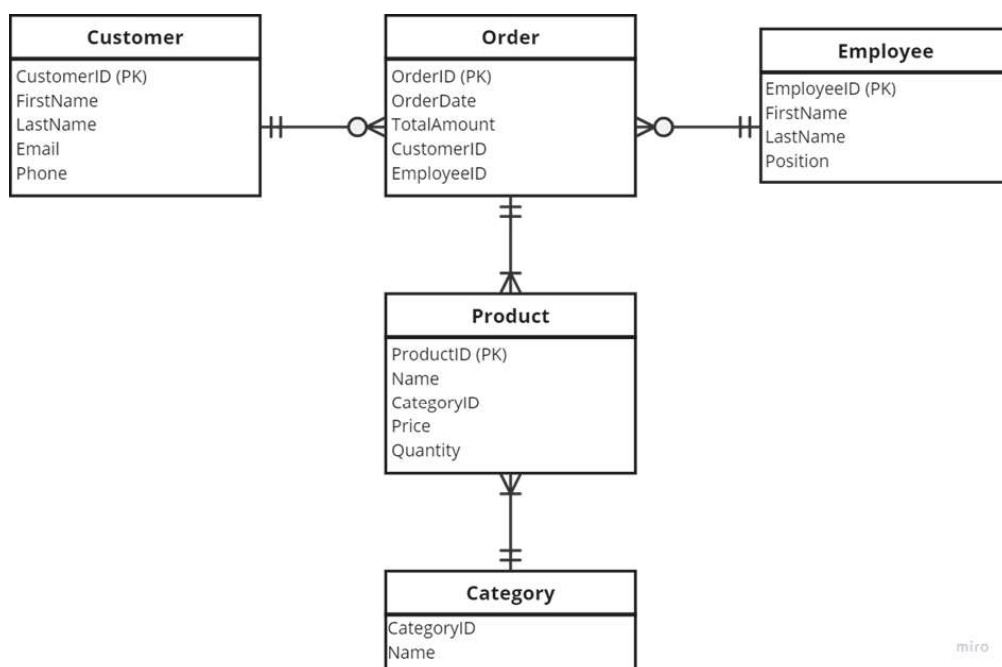 Customer
CustomerID (PK)
FirstName
LastName
Email
Phone
Order
OrderID (PK)
OrderDate
TotalAmount
CustomerID
EmployeeID
Employee
EmployeeID (PK)
FirstName
LastName
Position
Product
ProductID (PK)
Name
CategoryID
Price
Quantity
Category
CategoryID
Name
miro